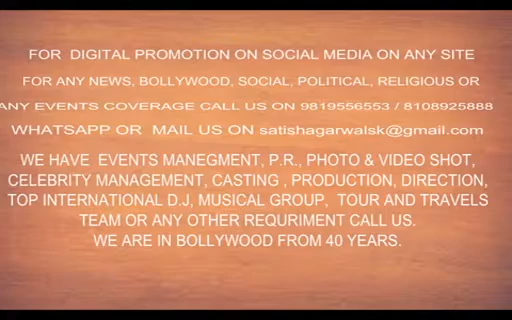 FOR DIGITAL PROMOTION ON SOCIAL MEDIA ON ANY SITE
FOR ANY NEWS, BOLLYWOOD, SOCIAL, POLITICAL, RELIGIOUS OR
ANY EVENTS COVERAGE CALL US ON 9819556553 / 8108925888
WHATSAPP OR MAIL US ON satishagarwalsk@gmail.com
WE HAVE EVENTS MANEGMENT, P.R., PHOTO & VIDEO SHOT,
CELEBRITY MANAGEMENT, CASTING , PRODUCTION, DIRECTION,
TOP INTERNATIONAL D.J, MUSICAL GROUP, TOUR AND TRAVELS
TEAM OR ANY OTHER REQURIMENT CALL US.
WE ARE IN BOLLYWOOD FROM 40 YEARS.